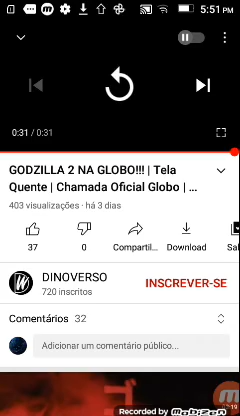 5:51 PM
0:31 / 0:31
GODZILLA 2 NA GLOBO!!! | Tela
Quente | Chamada Oficial Globo | ...
403 visualizações · há 3 dias
37
0
Compartil...
Download
Sal
DINOVERSO
720 inscritos
INSCREVER-SE
Comentários 32
Adicionar um comentário público...
Recorded by
Mobizen